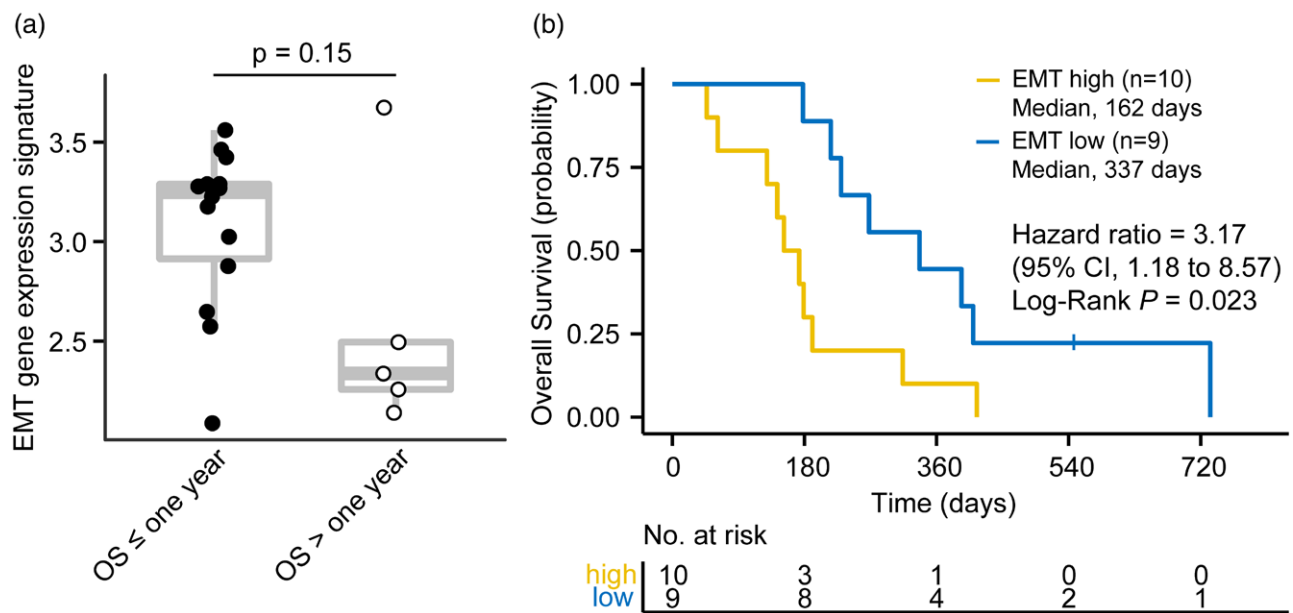 (a)
p = 0.15
EMT gene expression signature
3.5
3.0
2.5
OS ≤ one year
OS > one year
(b)
Overall Survival (probability)
1.00
0.75
0.50
0.25
0.00
EMT high (n=10)
Median, 162 days
EMT low (n=9)
Median, 337 days
Hazard ratio = 3.17
(95% CI, 1.18 to 8.57)
Log-Rank P = 0.023
0 180 360 540 720
Time (days)
No. at risk
high 10 3 1 0 0
low 9 8 4 2 1